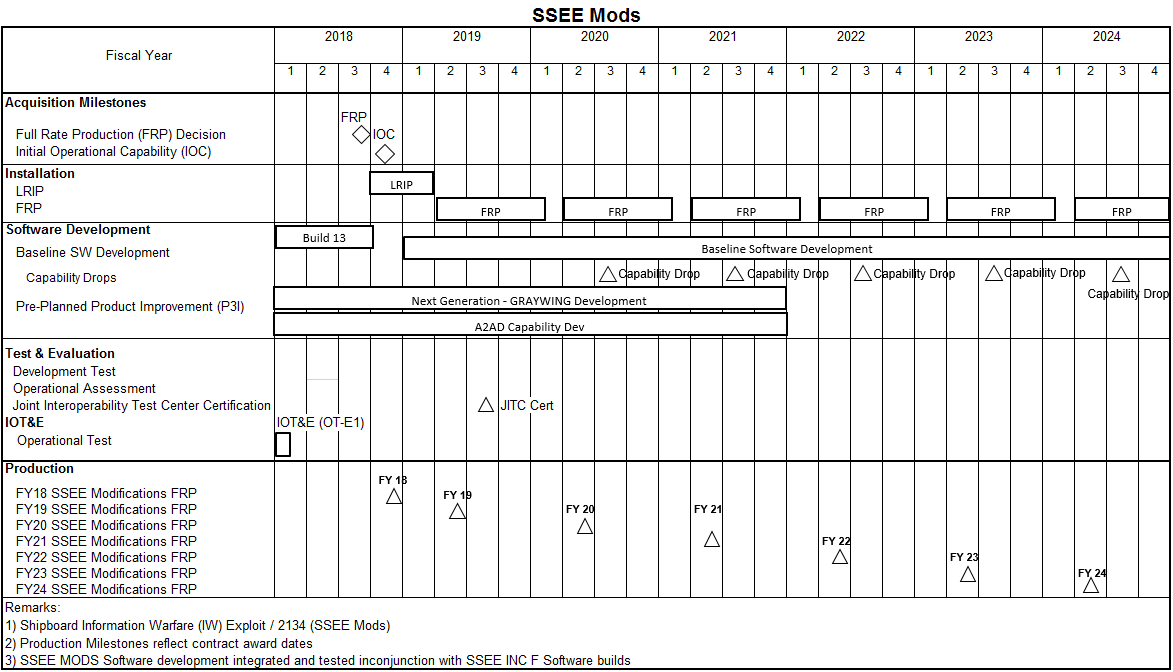 SSEE Mods
Fiscal Year 2018 2019 2020 2021 2022 2023 2024
1 2 3 4 1 2 3 4 1 2 3 4 1 2 3 4 1 2 3 4 1 2 3 4 1 2 3 4
Acquisition Milestones
FRP
Full Rate Production (FRP) Decision IOC
Initial Operational Capability (IOC)
Installation
LRIP LRIP
FRP FRP FRP FRP FRP FRP FRP
Software Development
Build 13
Baseline SW Development Baseline Software Development
Capability Drops Capability Drop Capability Drop Capability Drop Capability Drop
Capability Drop
Pre-Planned Product Improvement (P3I) Next Generation - GRAYWING Development
A2AD Capability Dev
Test & Evaluation
Development Test
Operational Assessment
Joint Interoperability Test Center Certification JITC Cert
IOT&E IOT&E (OT-E1)
Operational Test
Production
FY 18
FY18 SSEE Modifications FRP FY 19
FY19 SSEE Modifications FRP FY 20 FY 21
FY20 SSEE Modifications FRP
FY21 SSEE Modifications FRP FY 22
FY22 SSEE Modifications FRP FY 23
FY23 SSEE Modifications FRP FY 24
FY24 SSEE Modifications FRP
Remarks:
1) Shipboard Information Warfare (IW) Exploit / 2134 (SSEE Mods)
2) Production Milestones reflect contract award dates
3) SSEE MODS Software development integrated and tested inconjunction with SSEE INC F Software builds